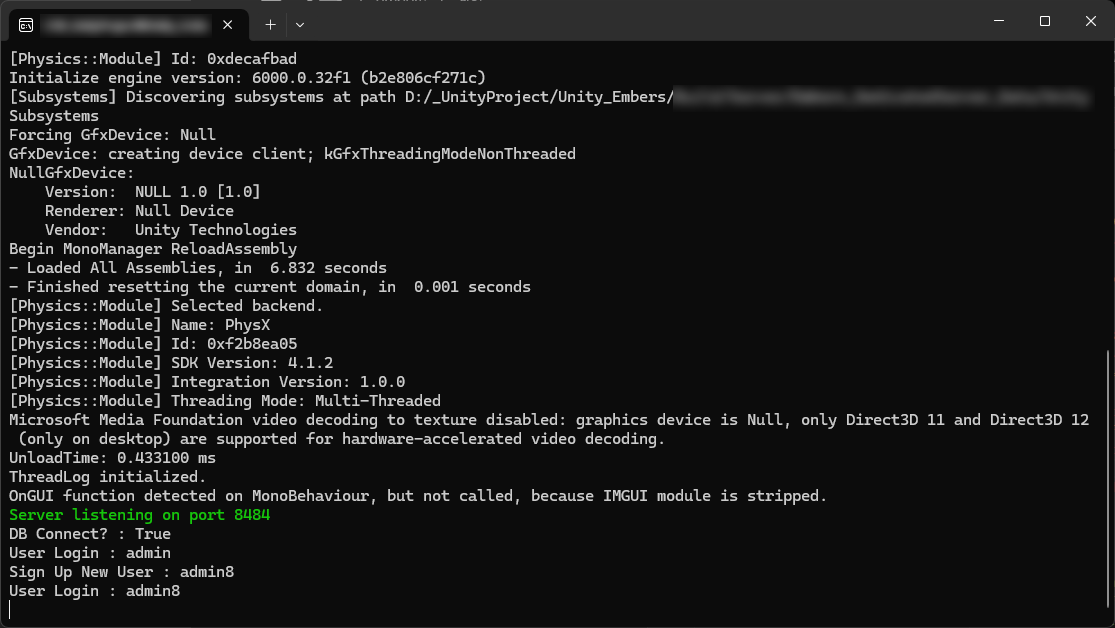 [Physics::Module] Id: 0xdecafbad
Initialize engine version: 6000.0.32f1 (b2e806cf271c)
[Subsystems] Discovering subsystems at path D:/_UnityProject/Unity_Embers/
Subsystems
Forcing GfxDevice: Null
GfxDevice: creating device client; kGfxThreadingModeNonThreaded
NullGfxDevice:
    Version:  NULL 1.0 [1.0]
    Renderer: Null Device
    Vendor:   Unity Technologies
Begin MonoManager ReloadAssembly
- Loaded All Assemblies, in  6.832 seconds
- Finished resetting the current domain, in  0.001 seconds
[Physics::Module] Selected backend.
[Physics::Module] Name: PhysX
[Physics::Module] Id: 0xf2b8ea05
[Physics::Module] SDK Version: 4.1.2
[Physics::Module] Integration Version: 1.0.0
[Physics::Module] Threading Mode: Multi-Threaded
Microsoft Media Foundation video decoding to texture disabled: graphics device is Null, only Direct3D 11 and Direct3D 12
 (only on desktop) are supported for hardware-accelerated video decoding.
UnloadTime: 0.433100 ms
ThreadLog initialized.
OnGUI function detected on MonoBehaviour, but not called, because IMGUI module is stripped.
Server listening on port 8484
DB Connect? : True
User Login : admin
Sign Up New User : admin8
User Login : admin8